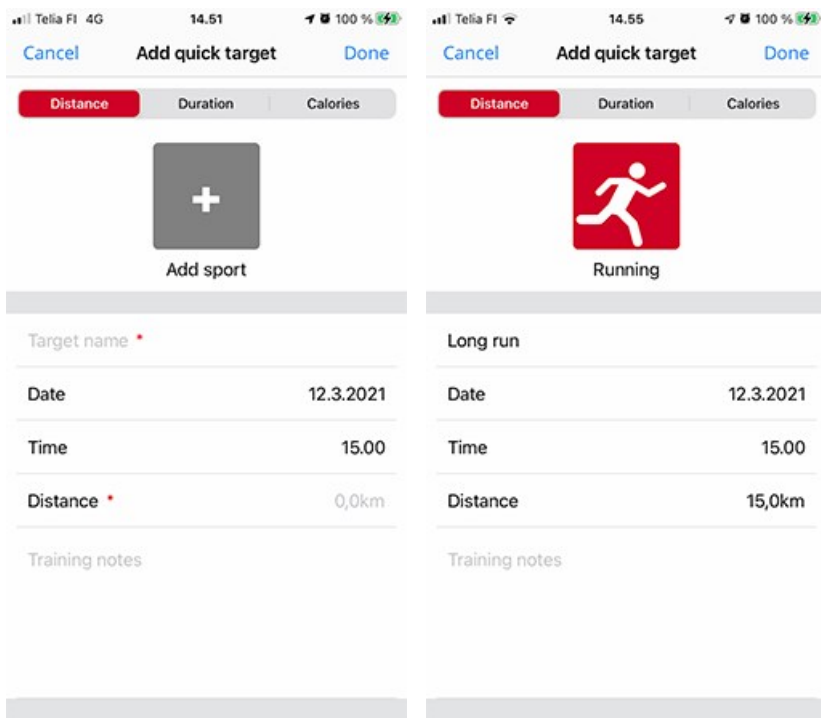 Telia FI 4G 14.51 100 %
Cancel Add quick target Done
Distance Duration Calories
+
Add sport
Target name *
Date 12.3.2021
Time 15.00
Distance * 0,0km
Training notes
Telia FI 14.55 100 %
Cancel Add quick target Done
Distance Duration Calories
Running
Long run
Date 12.3.2021
Time 15.00
Distance 15,0km
Training notes